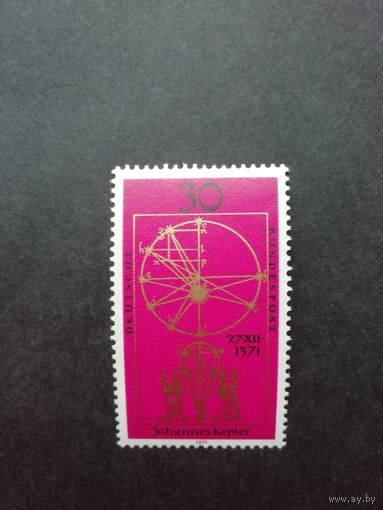 30
DEUTSCHE
BUNDESPOST
27·XII·
1571
Johannes Kepler
1971
www.ay.by